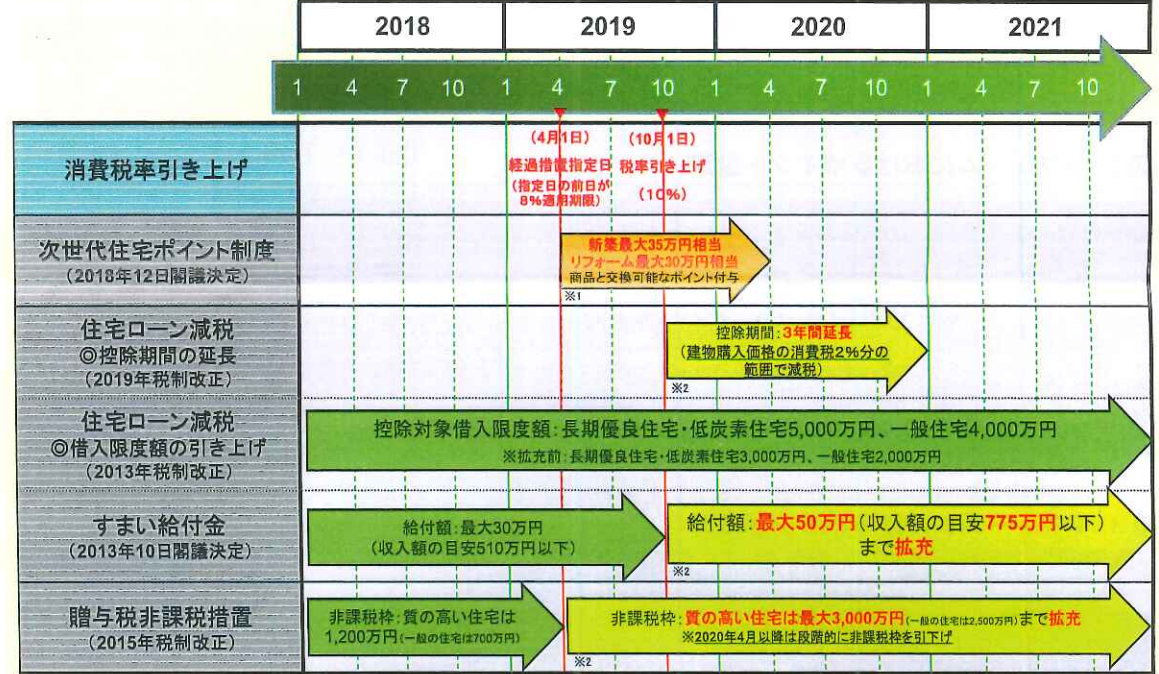 2018 2019 2020 2021
1 4 7 10 1 4 7 10 1 4 7 10 1 4 7 10
消費税率引き上げ
(4月1日)
経過措置指定日
(指定日の前日が
8%適用期限)
(10月1日)
税率引き上げ
(10%)
次世代住宅ポイント制度
(2018年12月閣議決定)
新築最大35万円相当
リフォーム最大30万円相当
商品と交換可能なポイント付与
※1
住宅ローン減税
◎控除期間の延長
(2019年税制改正)
控除期間:3年間延長
(建物購入価格の消費税2%分の
範囲で減税)
※2
住宅ローン減税
◎借入限度額の引き上げ
(2013年税制改正)
控除対象借入限度額:長期優良住宅・低炭素住宅5,000万円、一般住宅4,000万円
※拡充前:長期優良住宅・低炭素住宅3,000万円、一般住宅2,000万円
すまい給付金
(2013年10月閣議決定)
給付額:最大30万円
(収入額の目安510万円以下)
給付額:最大50万円(収入額の目安775万円以下)
まで拡充
※2
贈与税非課税措置
(2015年税制改正)
非課税枠:質の高い住宅は
1,200万円(一般の住宅は700万円)
非課税枠:質の高い住宅は最大3,000万円(一般の住宅は2,500万円)まで拡充
※2020年4月以降は段階的に非課税枠を引下げ
※2